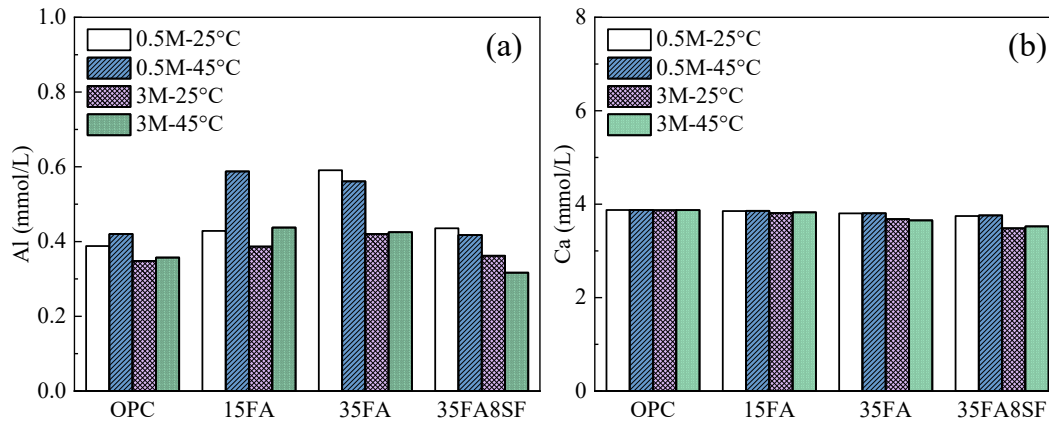 (a)
0.5M-25°C
0.5M-45°C
3M-25°C
3M-45°C
Al (mmol/L)
1.0
0.8
0.6
0.4
0.2
0.0
OPC 15FA 35FA 35FA8SF
(b)
0.5M-25°C
0.5M-45°C
3M-25°C
3M-45°C
Ca (mmol/L)
8
6
4
2
0
OPC 15FA 35FA 35FA8SF